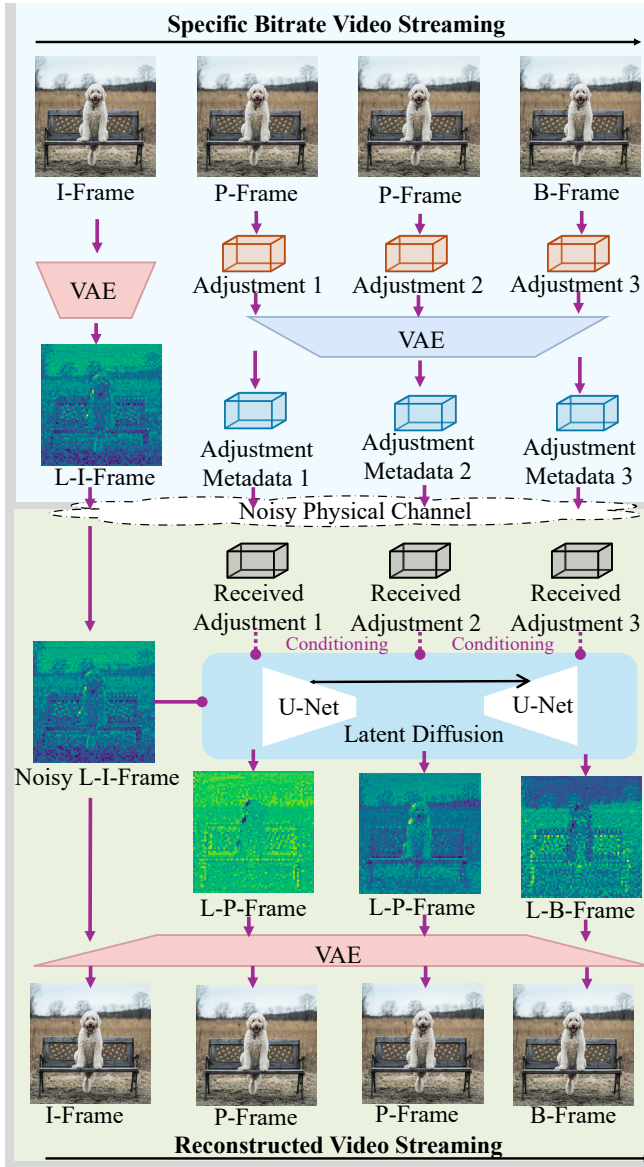 Specific Bitrate Video Streaming
I-Frame P-Frame P-Frame B-Frame
VAE
Adjustment 1 Adjustment 2 Adjustment 3
VAE
L-I-Frame
Adjustment
Metadata 1
Adjustment
Metadata 2
Adjustment
Metadata 3
Noisy Physical Channel
Received
Adjustment 1
Received
Adjustment 2
Received
Adjustment 3
Conditioning Conditioning
U-Net U-Net
Latent Diffusion
Noisy L-I-Frame
L-P-Frame L-P-Frame L-B-Frame
VAE
I-Frame P-Frame P-Frame B-Frame
Reconstructed Video Streaming